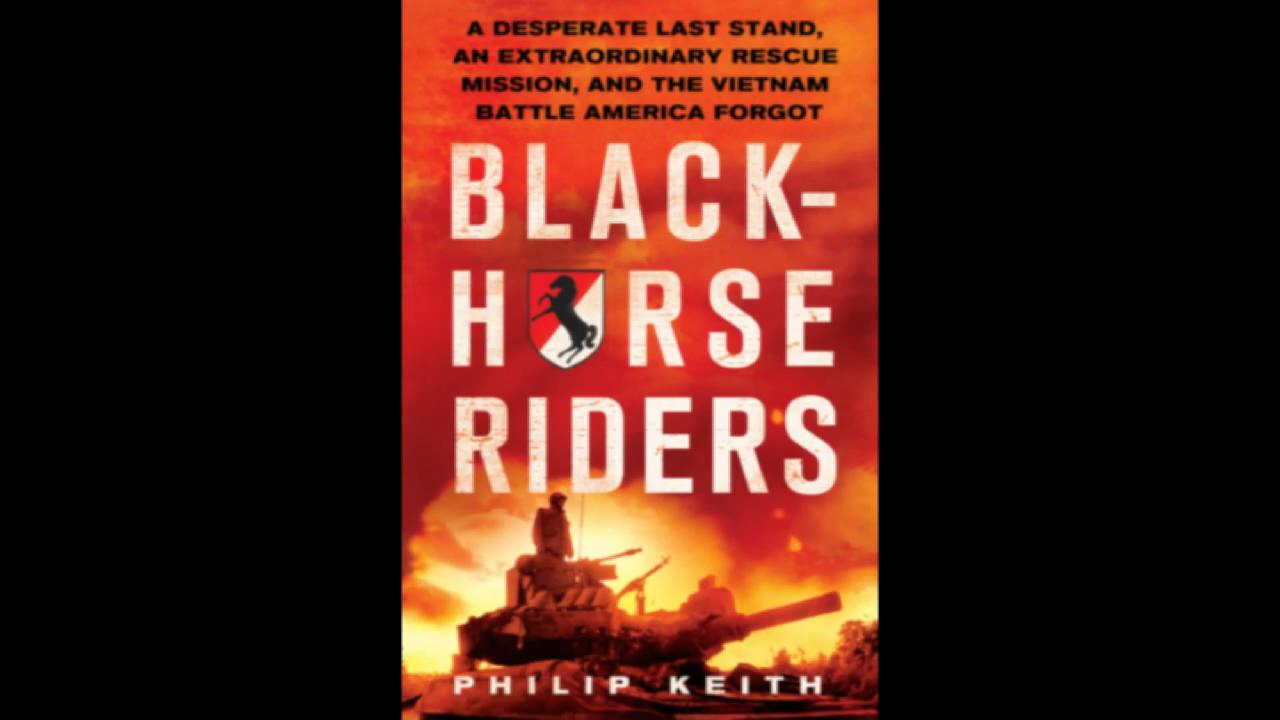 A DESPERATE LAST STAND,
AN EXTRAORDINARY RESCUE
MISSION, AND THE VIETNAM
BATTLE AMERICA FORGOT
BLACK-
HORSE
RIDERS
PHILIP KEITH